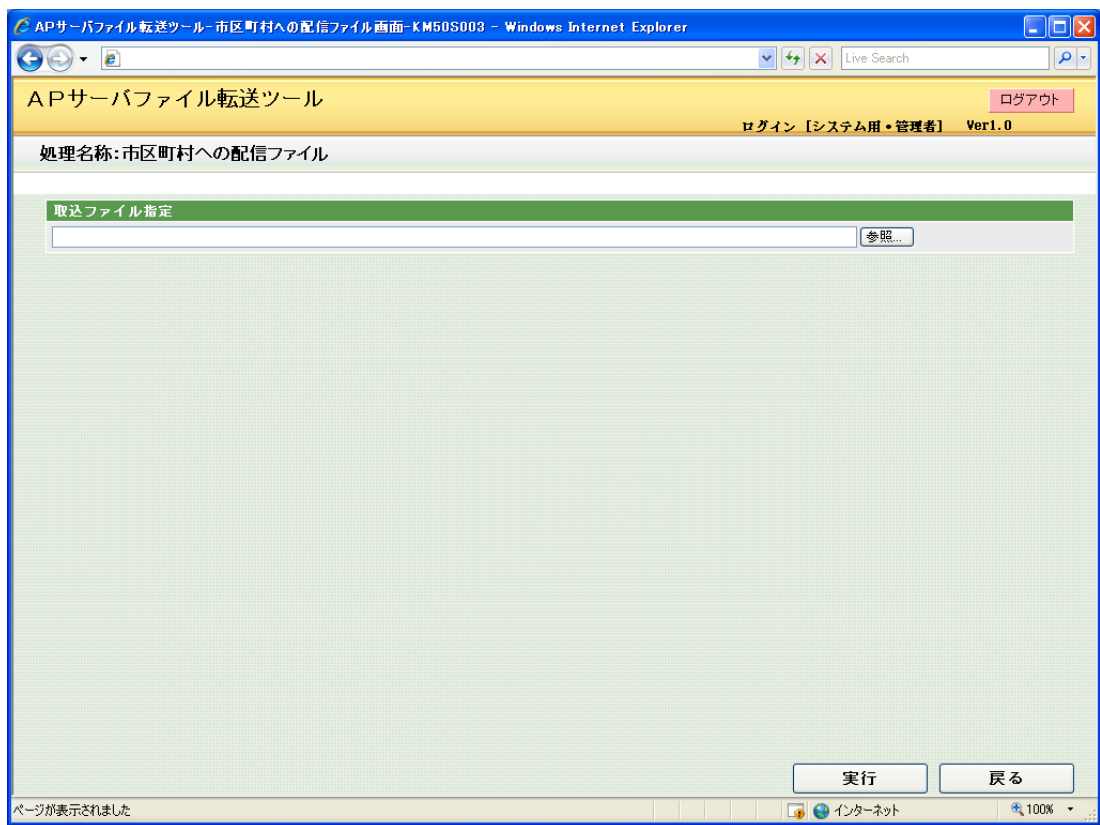 APサーバファイル転送ツール-市区町村への配信ファイル画面-KM50S003 - Windows Internet Explorer
Live Search
APサーバファイル転送ツール
ログアウト
ログイン [システム用・管理者] Ver1.0
処理名称:市区町村への配信ファイル
取込ファイル指定
参照...
実行
戻る
ページが表示されました
インターネット
100%